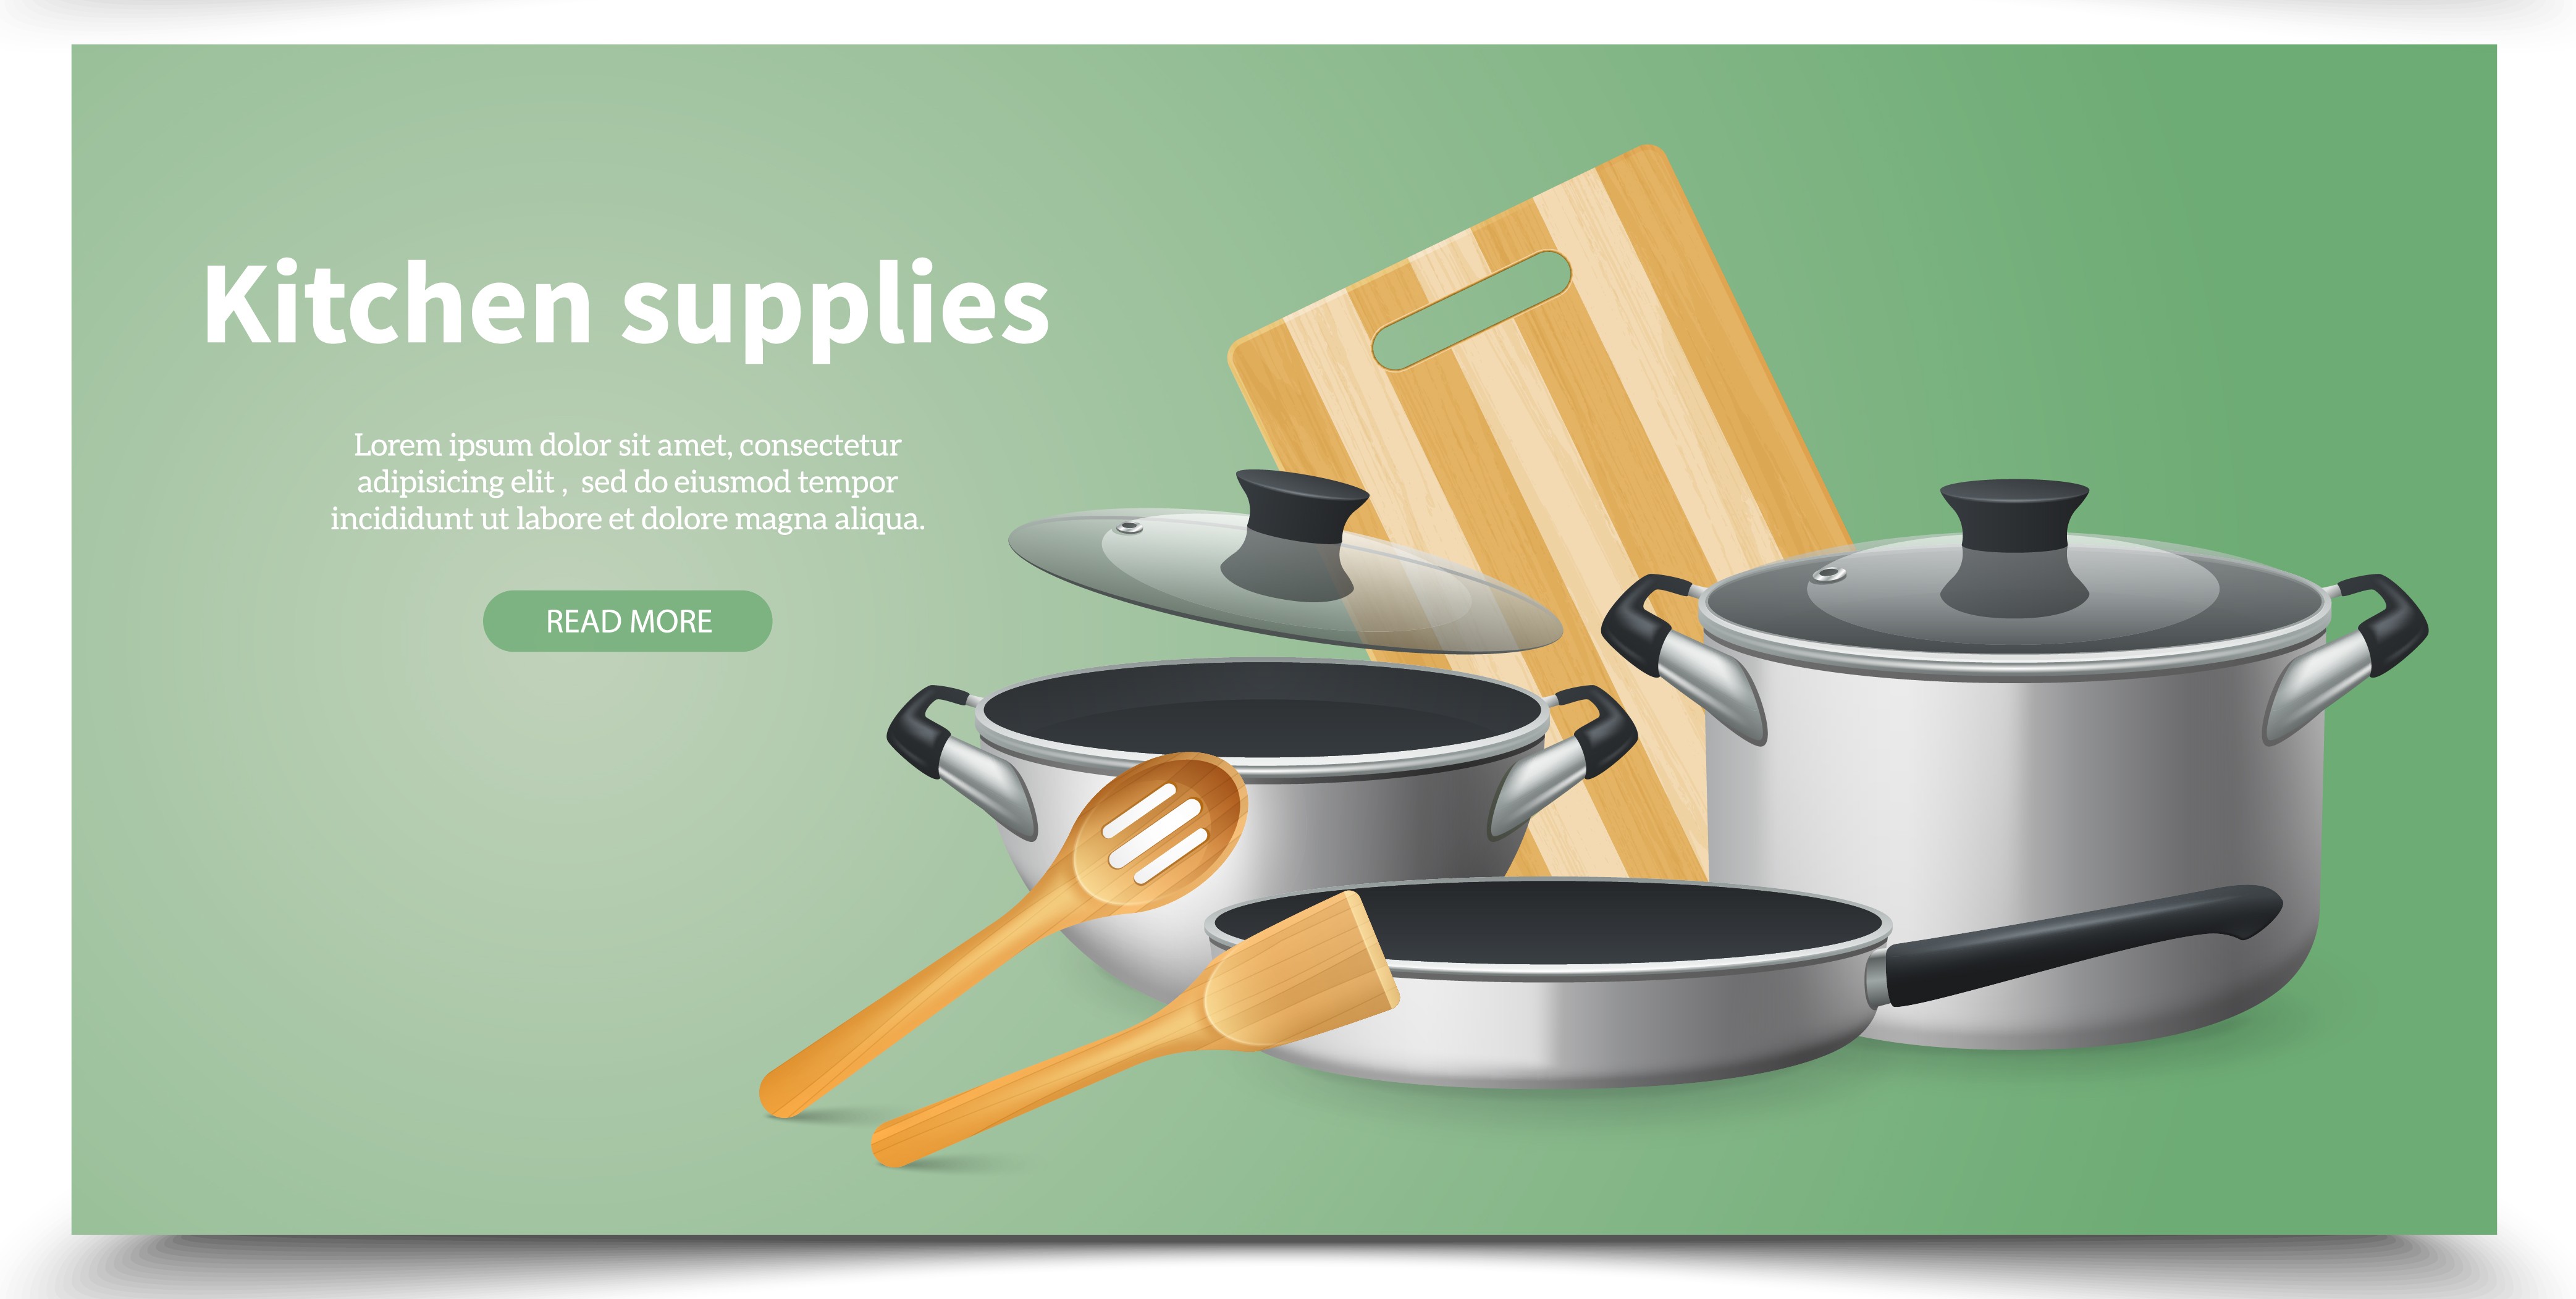 Kitchen supplies
Lorem ipsum dolor sit amet, consectetur
adipisicing elit ,  sed do eiusmod tempor
incididunt ut labore et dolore magna aliqua.
READ MORE